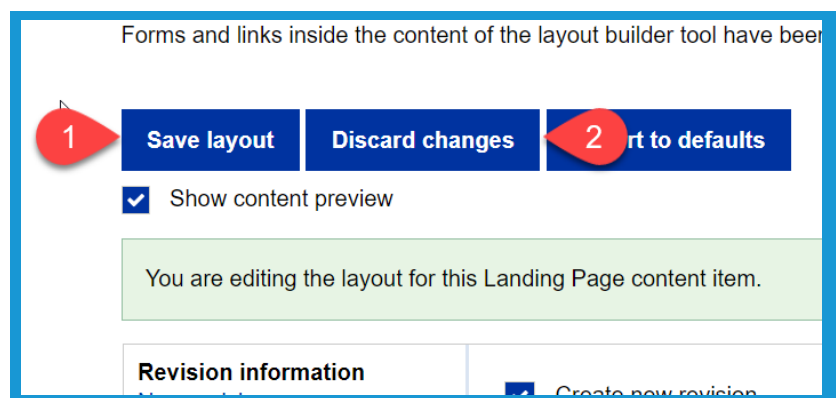 Forms and links inside the content of the layout builder tool have been
1 Save layout Discard changes 2 rt to defaults
Show content preview
You are editing the layout for this Landing Page content item.
Revision information
Create new revision